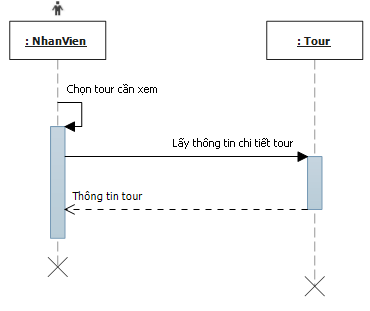 : NhanVien
: Tour
Chọn tour cần xem
Lấy thông tin chi tiết tour
Thông tin tour